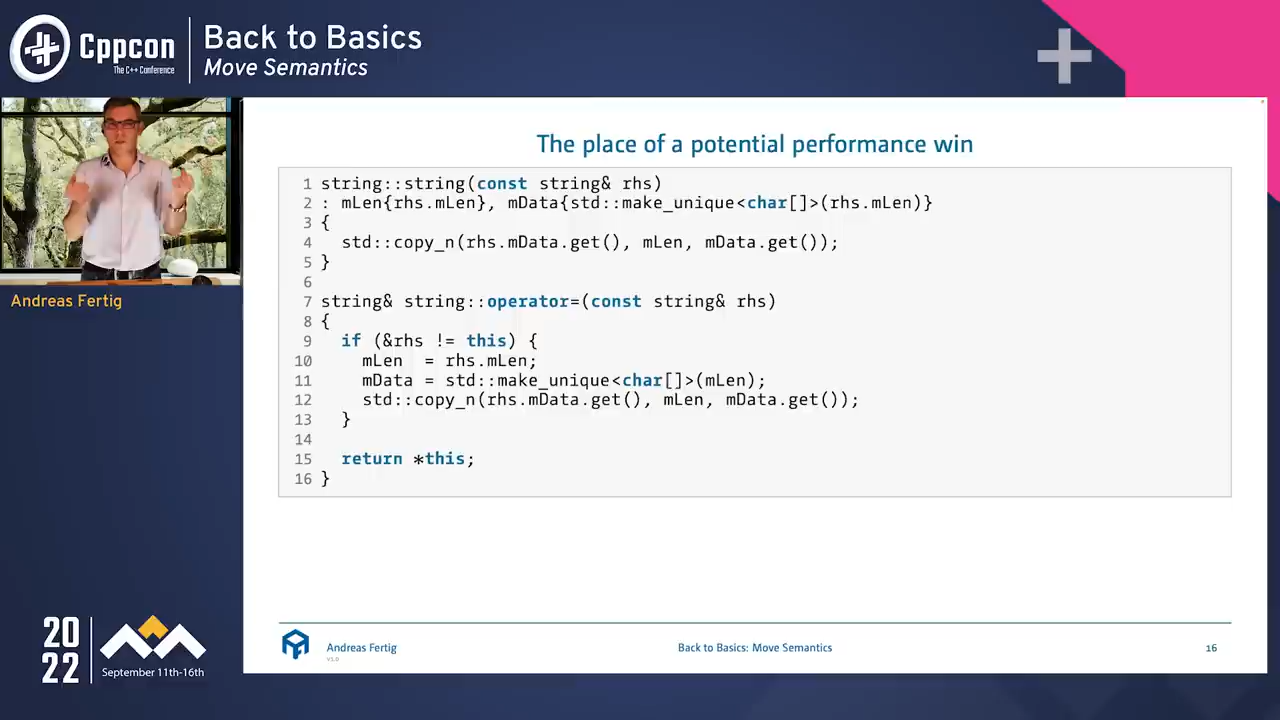 Cppcon
The C++ Conference
Back to Basics
Move Semantics
Andreas Fertig
20
22
September 11th-16th
The place of a potential performance win
1 string::string(const string& rhs)
2 : mLen{rhs.mLen}, mData{std::make_unique<char[]>(rhs.mLen)}
3 {
4 std::copy_n(rhs.mData.get(), mLen, mData.get());
5 }
6
7 string& string::operator=(const string& rhs)
8 {
9 if (&rhs != this) {
10 mLen = rhs.mLen;
11 mData = std::make_unique<char[]>(mLen);
12 std::copy_n(rhs.mData.get(), mLen, mData.get());
13 }
14
15 return *this;
16 }
Andreas Fertig
v1.0
Back to Basics: Move Semantics
16